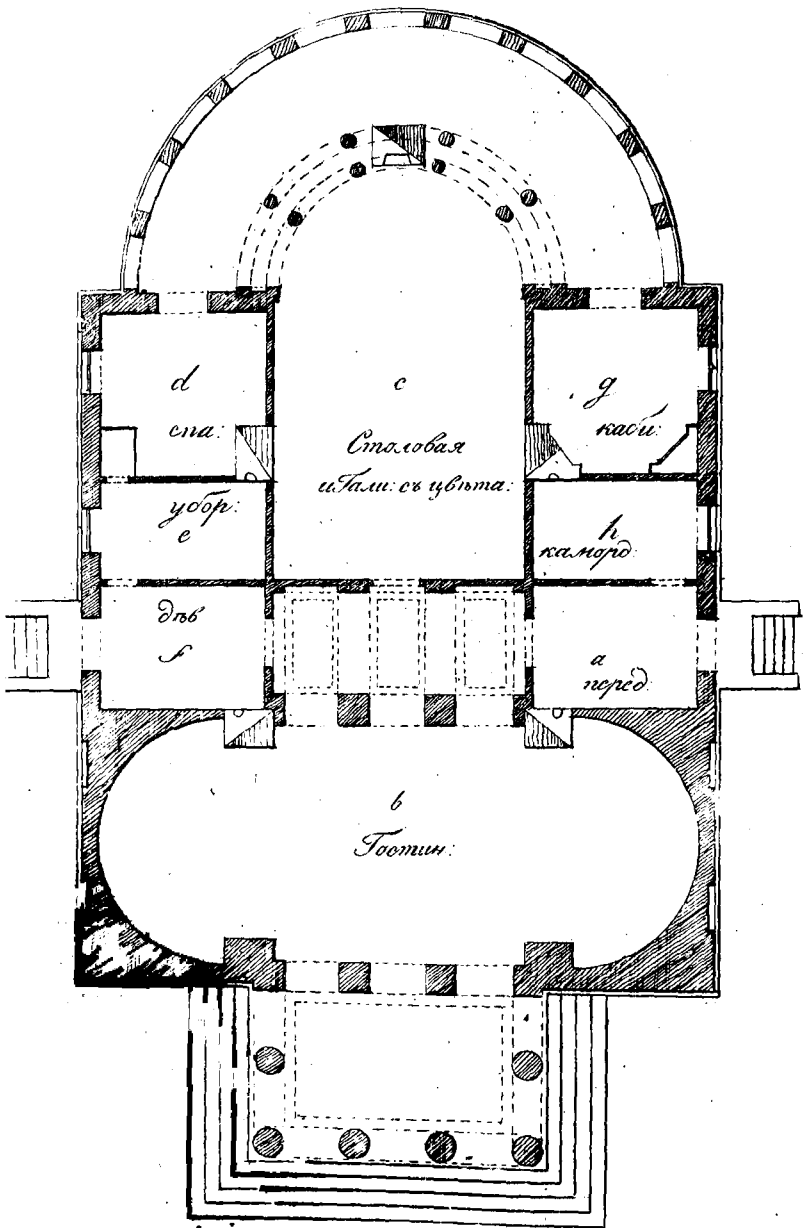 d
спа:
c
Столовая
и Гали: съ цвѣта:
g
каби:
убор:
e
h
каморд:
дѣв
f
a
перед:
b
Гостин: